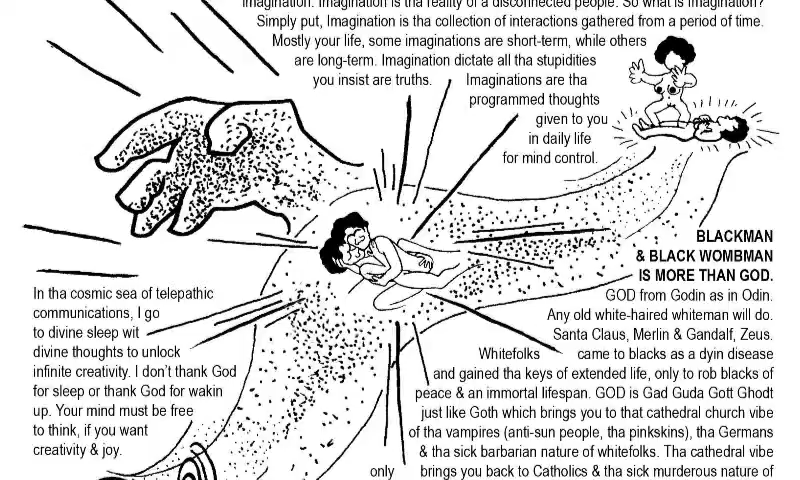 Imagination. Imagination is tha reality of a disconnected people. So what is Imagination?
Simply put, Imagination is tha collection of interactions gathered from a period of time.
Mostly your life, some imaginations are short-term, while others
are long-term. Imagination dictate all tha stupidities
you insist are truths.
Imaginations are tha
programmed thoughts
given to you
in daily life
for mind control.
BLACKMAN
& BLACK WOMBMAN
IS MORE THAN GOD.
GOD from Godin as in Odin.
Any old white-haired whiteman will do.
Santa Claus, Merlin & Gandalf, Zeus.
Whitefolks came to blacks as a dyin disease
and gained tha keys of extended life, only to rob blacks of
peace & an immortal lifespan. GOD is Gad Guda Gott Ghodt
just like Goth which brings you to that cathedral church vibe
of tha vampires (anti-sun people, tha pinkskins), tha Germans
& tha sick barbarian nature of whitefolks. Tha cathedral vibe
only brings you back to Catholics & tha sick murderous nature of
In tha cosmic sea of telepathic
communications, I go
to divine sleep wit
divine thoughts to unlock
infinite creativity. I don't thank God
for sleep or thank God for wakin
up. Your mind must be free
to think, if you want
creativity & joy.